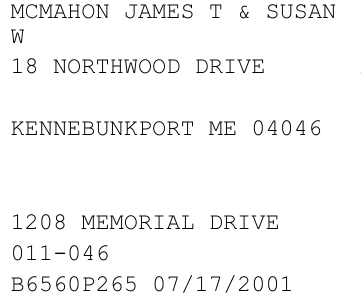 MCMAHON JAMES T & SUSAN
W
18 NORTHWOOD DRIVE
KENNEBUNKPORT ME 04046
1208 MEMORIAL DRIVE
011-046
B6560P265 07/17/2001